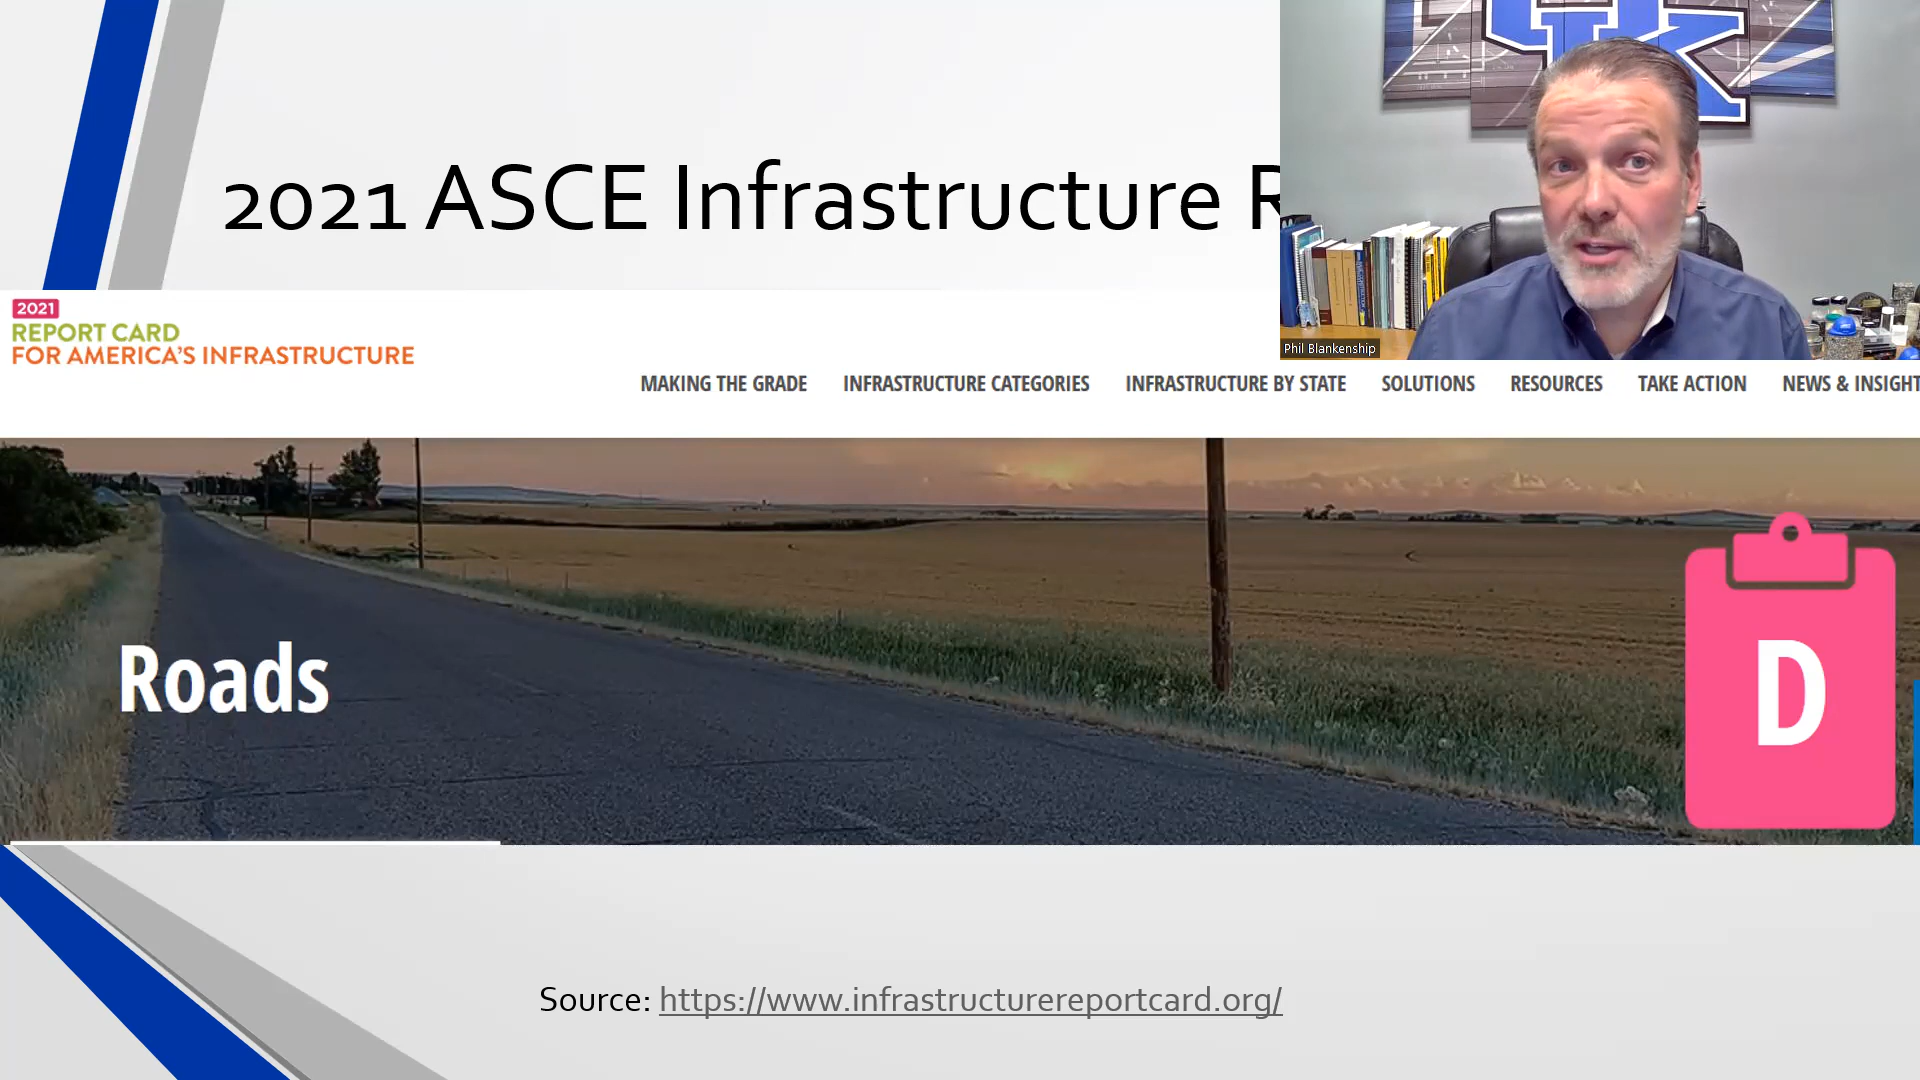 2021 ASCE Infrastructure R
UK
Phil Blankenship
2021
REPORT CARD
FOR AMERICA'S INFRASTRUCTURE
MAKING THE GRADE INFRASTRUCTURE CATEGORIES INFRASTRUCTURE BY STATE SOLUTIONS RESOURCES TAKE ACTION NEWS & INSIGHT
Roads
D
Source: https://www.infrastructurereportcard.org/